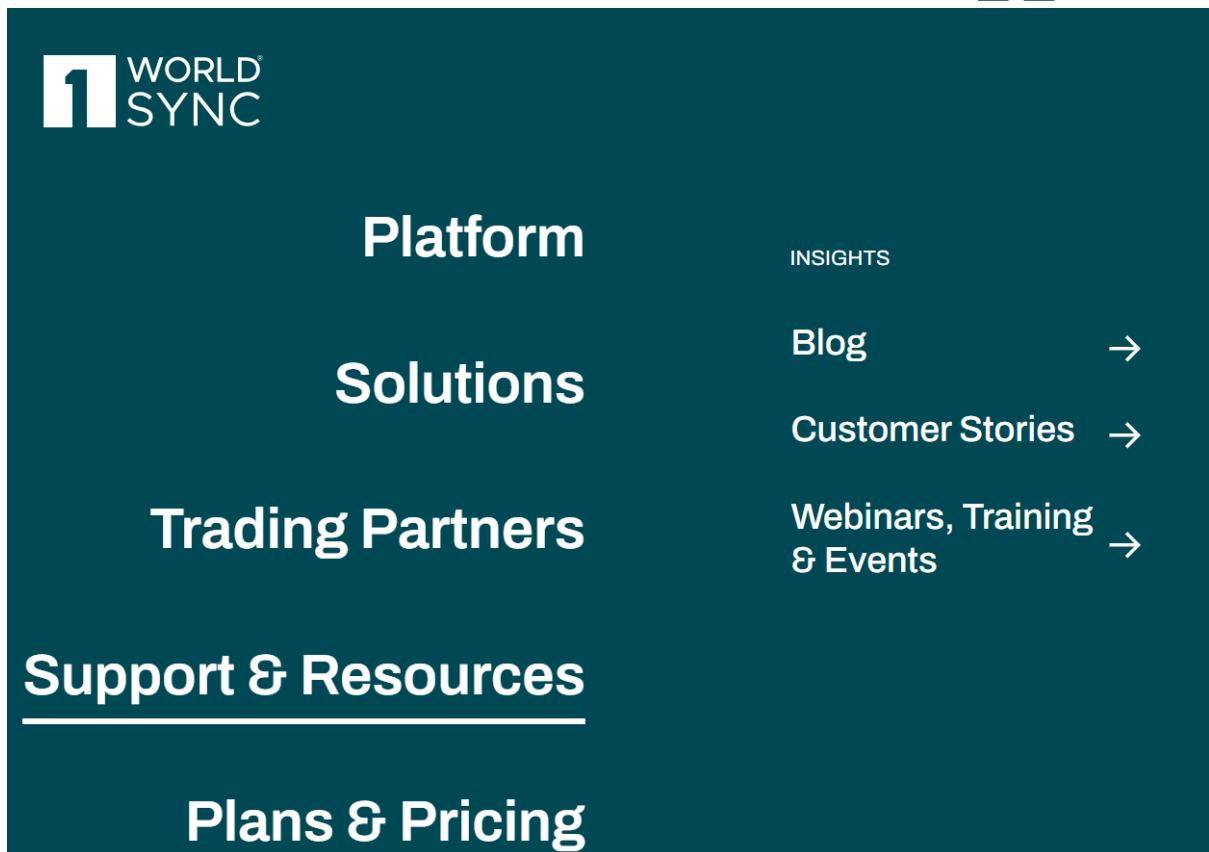 1 WORLD®
SYNC
Platform
Solutions
Trading Partners
Support & Resources
Plans & Pricing
INSIGHTS
Blog →
Customer Stories →
Webinars, Training
& Events →